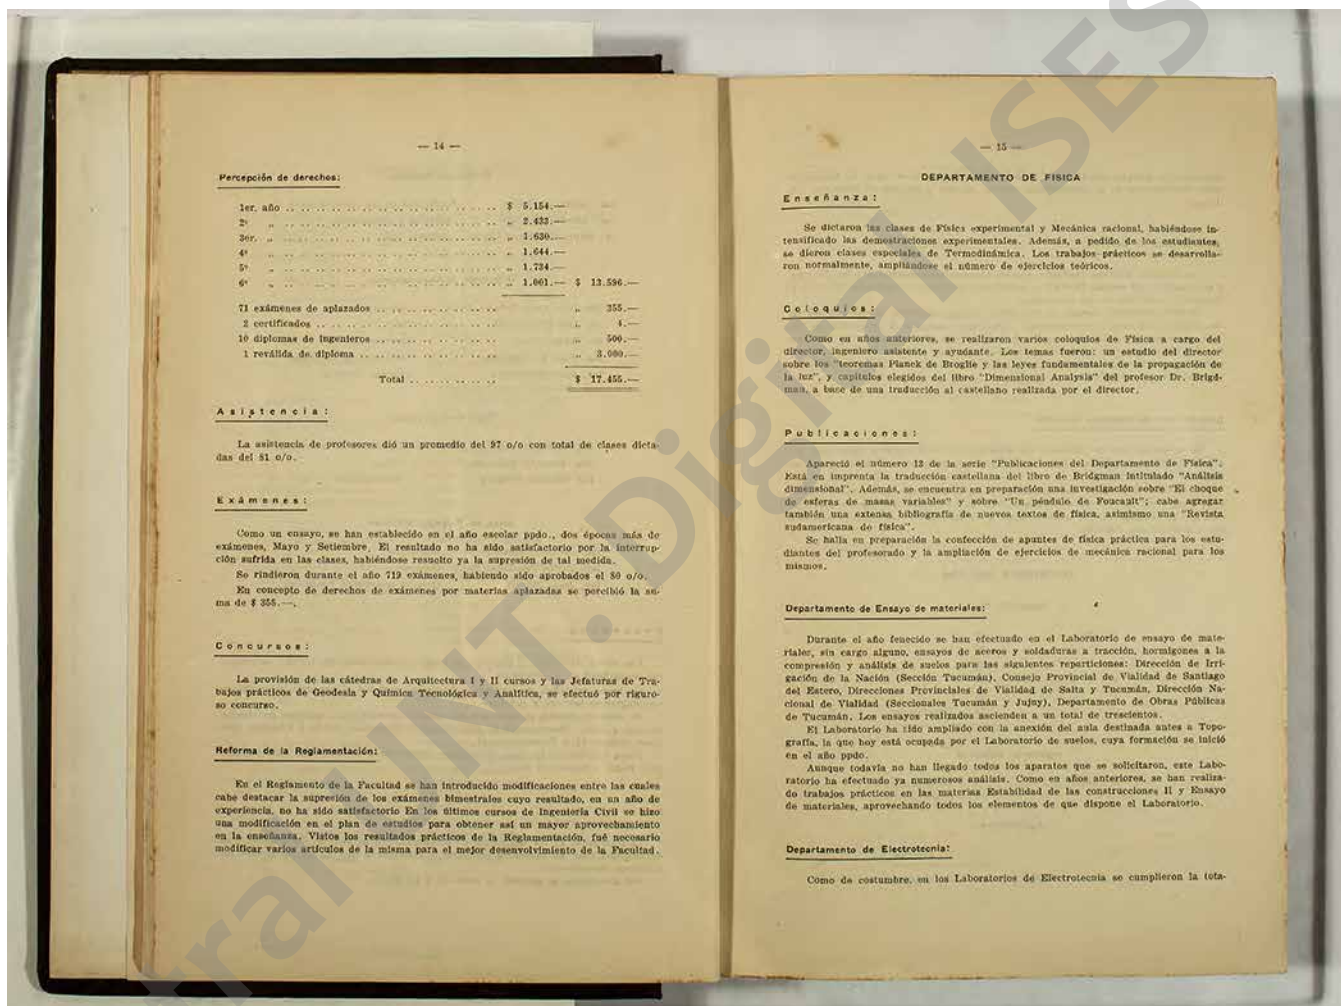 — 14 —
Percepción de derechos:
1er. año .. .. .. .. .. .. .. .. .. .. .. .. .. .. $ 5.154.—
2º „ .. .. .. .. .. .. .. .. .. .. .. .. .. .. „ 2.433.—
3er. „ .. .. .. .. .. .. .. .. .. .. .. .. .. .. „ 1.630.—
4º „ .. .. .. .. .. .. .. .. .. .. .. .. .. .. „ 1.644.—
5º „ .. .. .. .. .. .. .. .. .. .. .. .. .. .. „ 1.734.—
6º „ .. .. .. .. .. .. .. .. .. .. .. .. .. .. „ 1.001.— $ 13.596.—
71 exámenes de aplazados .. .. .. .. .. .. .. .. „ 355.—
2 certificados .. .. .. .. .. .. .. .. .. .. .. .. „ 4.—
10 diplomas de ingenieros .. .. .. .. .. .. .. .. „ 500.—
1 reválida de diploma .. .. .. .. .. .. .. .. .. „ 3.000.—
Total .. .. .. .. .. .. $ 17.455.—
Asistencia:
La asistencia de profesores dió un promedio del 97 o/o con total de clases dicta-
das del 81 o/o.
Exámenes:
Como un ensayo, se han establecido en el año escolar ppdo., dos épocas más de
exámenes, Mayo y Setiembre. El resultado no ha sido satisfactorio por la interrup-
ción sufrida en las clases, habiéndose resuelto ya la supresión de tal medida.
Se rindieron durante el año 719 exámenes, habiendo sido aprobados el 80 o/o.
En concepto de derechos de exámenes por materias aplazadas se percibió la su-
ma de $ 355.—.
Concursos:
La provisión de las cátedras de Arquitectura I y II cursos y las Jefaturas de Tra-
bajos prácticos de Geodesia y Química Tecnológica y Analítica, se efectuó por riguro-
so concurso.
Reforma de la Reglamentación:
En el Reglamento de la Facultad se han introducido modificaciones entre las cuales
cabe destacar la supresión de los exámenes bimestrales cuyo resultado, en un año de
experiencia, no ha sido satisfactorio En los últimos cursos de Ingeniería Civil se hizo
una modificación en el plan de estudios para obtener así un mayor aprovechamiento
en la enseñanza. Vistos los resultados prácticos de la Reglamentación, fué necesario
modificar varios artículos de la misma para el mejor desenvolvimiento de la Facultad.
— 15 —
DEPARTAMENTO DE FISICA
Enseñanza:
Se dictaron las clases de Física experimental y Mecánica racional, habiéndose in-
tensificado las demostraciones experimentales. Además, a pedido de los estudiantes,
se dieron clases especiales de Termodinámica. Los trabajos prácticos se desarrolla-
ron normalmente, ampliándose el número de ejercicios teóricos.
Coloquios:
Como en años anteriores, se realizaron varios coloquios de Física a cargo del
director, ingeniero asistente y ayudante. Los temas fueron: un estudio del director
sobre los "teoremas Planck de Broglie y las leyes fundamentales de la propagación de
la luz", y capítulos elegidos del libro "Dimensional Analysis" del profesor Dr. Bridg-
man, a base de una traducción al castellano realizada por el director.
Publicaciones:
Apareció el número 13 de la serie "Publicaciones del Departamento de Física".
Está en imprenta la traducción castellana del libro de Bridgman intitulado "Análisis
dimensional". Además, se encuentra en preparación una investigación sobre "El choque
de esferas de masas variables" y sobre "Un péndulo de Foucault"; cabe agregar
también una extensa bibliografía de nuevos textos de física, asimismo una "Revista
sudamericana de física".
Se halla en preparación la confección de apuntes de física práctica para los estu-
diantes del profesorado y la ampliación de ejercicios de mecánica racional para los
mismos.
Departamento de Ensayo de materiales:
Durante el año fenecido se han efectuado en el Laboratorio de ensayo de mate-
riales, sin cargo alguno, ensayos de aceros y soldaduras a tracción, hormigones a la
compresión y análisis de suelos para las siguientes reparticiones: Dirección de Irri-
gación de la Nación (Sección Tucumán), Consejo Provincial de Vialidad de Santiago
del Estero, Direcciones Provinciales de Vialidad de Salta y Tucumán, Dirección Na-
cional de Vialidad (Seccionales Tucumán y Jujuy), Departamento de Obras Públicas
de Tucumán. Los ensayos realizados ascienden a un total de trescientos.
El Laboratorio ha sido ampliado con la anexión del aula destinada antes a Topo-
grafía, la que hoy está ocupada por el Laboratorio de suelos, cuya formación se inició
en el año ppdo.
Aunque todavía no han llegado todos los aparatos que se solicitaron, este Labo-
ratorio ha efectuado ya numerosos análisis. Como en años anteriores, se han realiza-
do trabajos prácticos en las materias Estabilidad de las construcciones II y Ensayo
de materiales, aprovechando todos los elementos de que dispone el Laboratorio.
Departamento de Electrotecnia:
Como de costumbre, en los Laboratorios de Electrotecnia se cumplieron la tota-